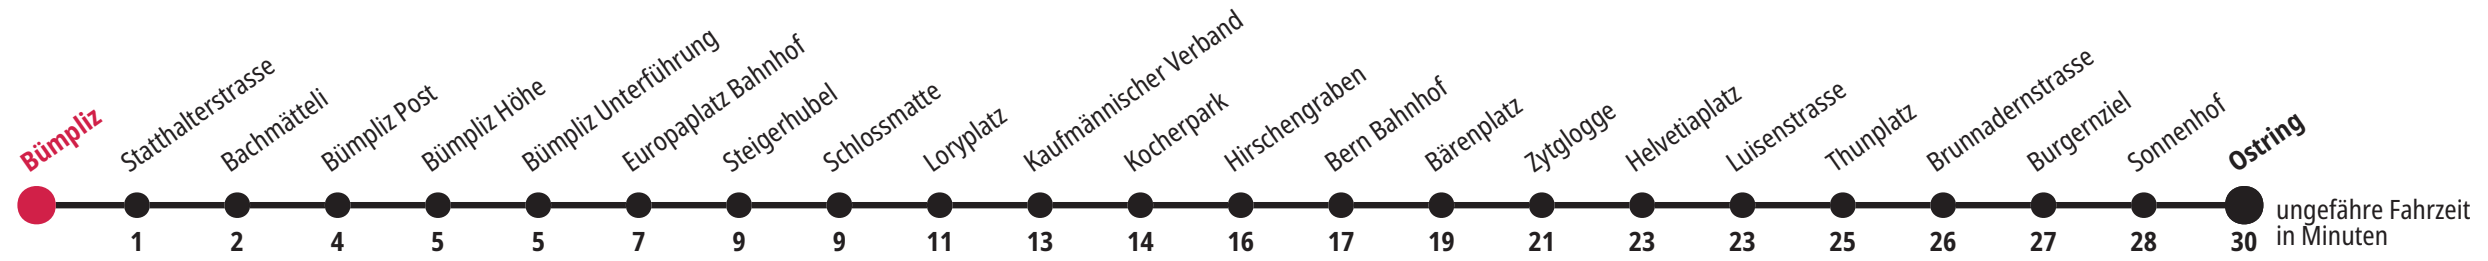 Bümpliz
Statthalterstrasse
Bachmätteli
Bümpliz Post
Bümpliz Höhe
Bümpliz Unterführung
Europaplatz Bahnhof
Steigerhubel
Schlossmatte
Loryplatz
Kaufmännischer Verband
Kocherpark
Hirschengraben
Bern Bahnhof
Bärenplatz
Zytglogge
Helvetiaplatz
Luisenstrasse
Thunplatz
Brunnadernstrasse
Burgernziel
Sonnenhof
Ostring
1 2 4 5 5 7 9 9 11 13 14 16 17 19 21 23 23 25 26 27 28 30
ungefähre Fahrzeit
in Minuten